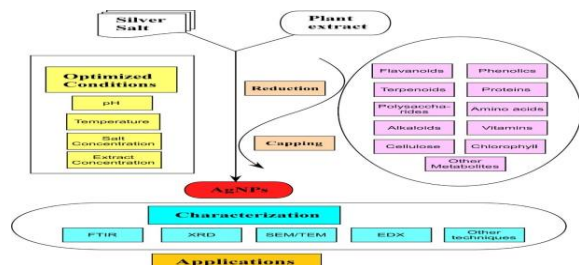 Silver
Salt
Plant
extract
Optimized
Conditions
pH
Temperature
Salt
Concentration
Extract
Concentration
Reduction
Capping
Flavanoids
Phenolics
Terpenoids
Proteins
Polysaccha-
rides
Amino acids
Alkaloids
Vitamins
Cellulose
Chlorophyll
Other
Metabolites
AgNPs
Characterization
FTIR
XRD
SEM/TEM
EDX
Other
techniques
Applications